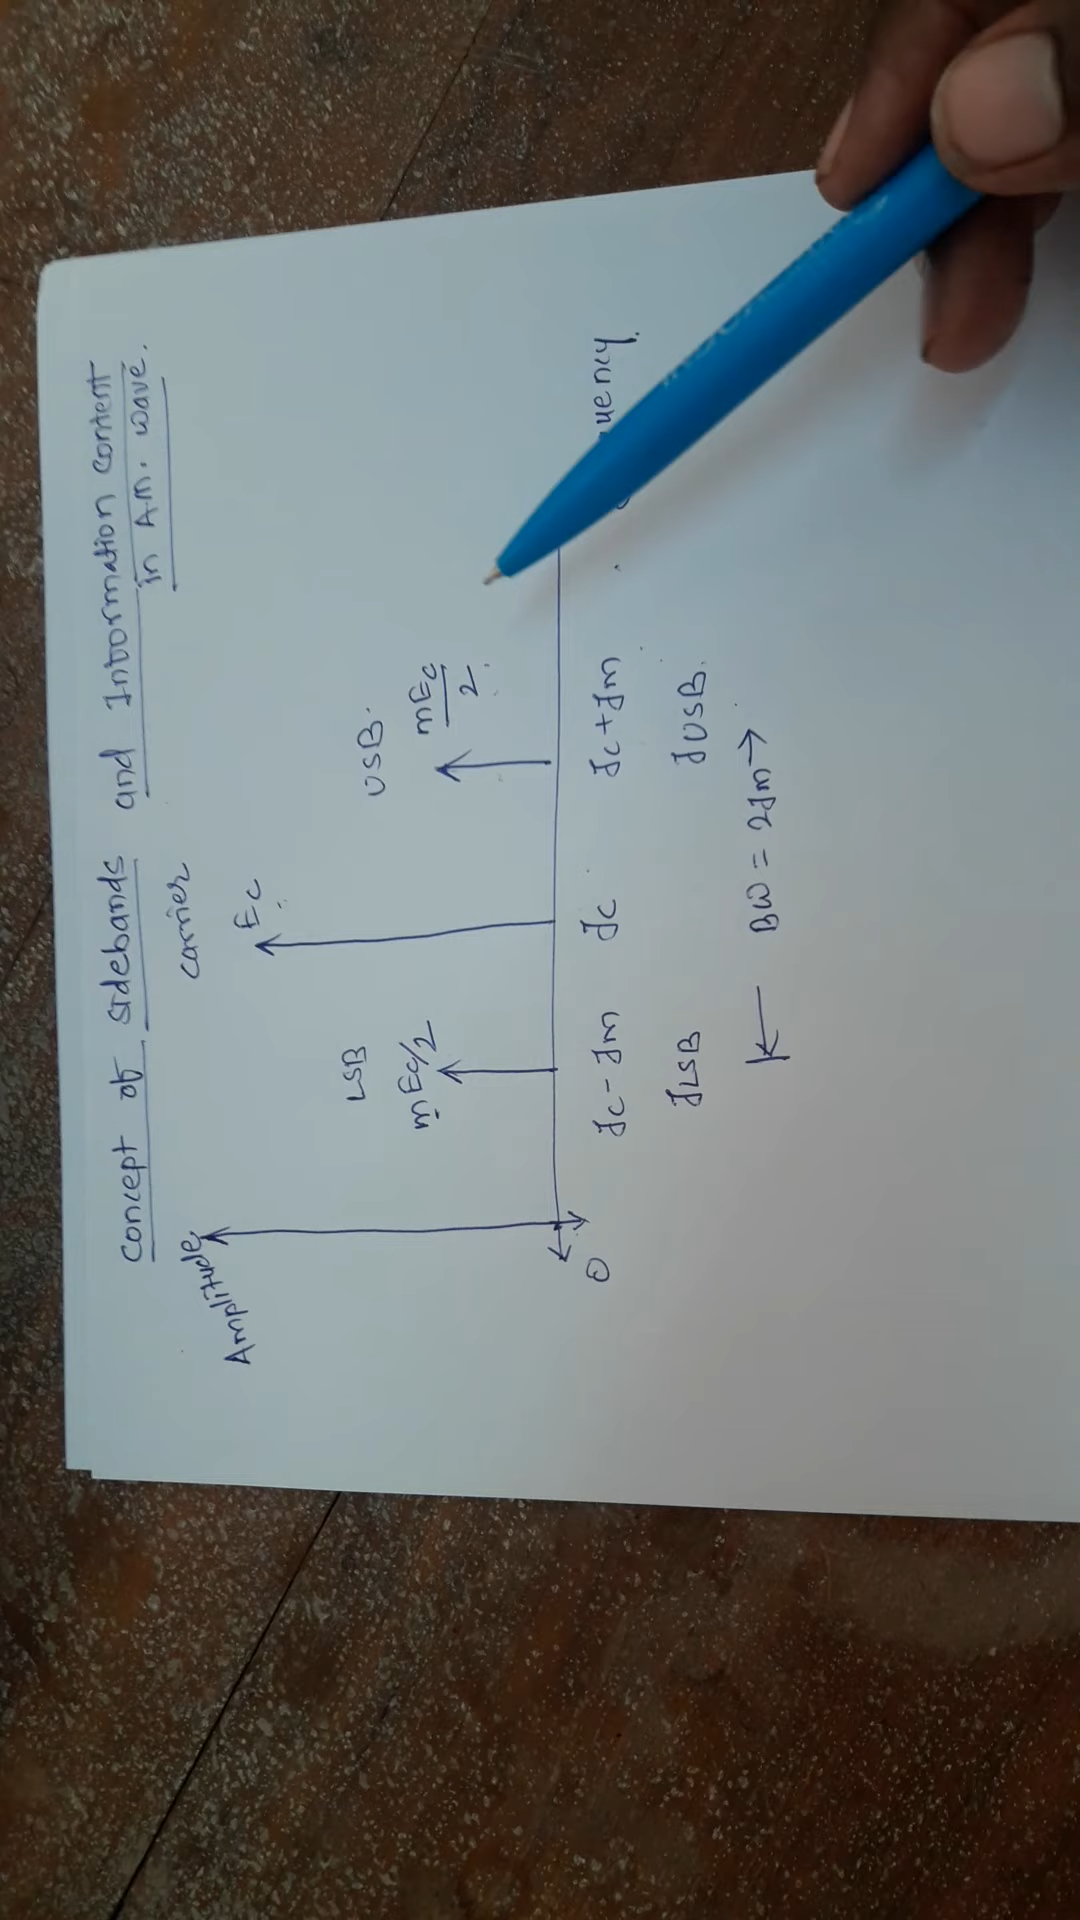 Concept of sidebands and Information content
in A.M. wave.
Amplitude
carrier
Ec
LSB
mEc/2
USB.
mEc
2
0
fc-fm
fc
fc+fm
fLSB
fUSB.
BW = 2fm